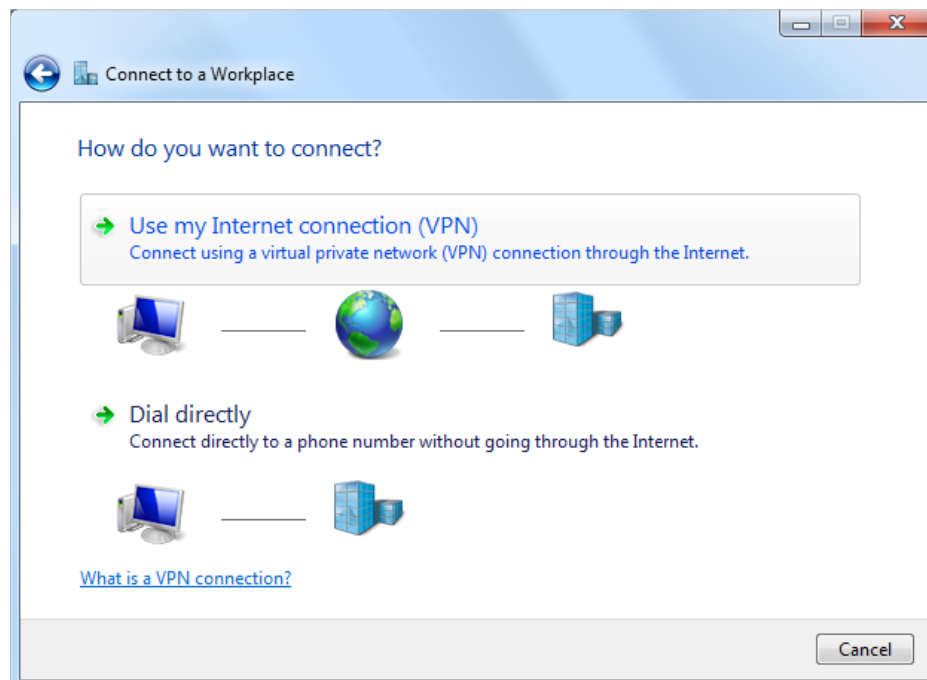 Connect to a Workplace
How do you want to connect?
Use my Internet connection (VPN)
Connect using a virtual private network (VPN) connection through the Internet.
Dial directly
Connect directly to a phone number without going through the Internet.
What is a VPN connection?
Cancel